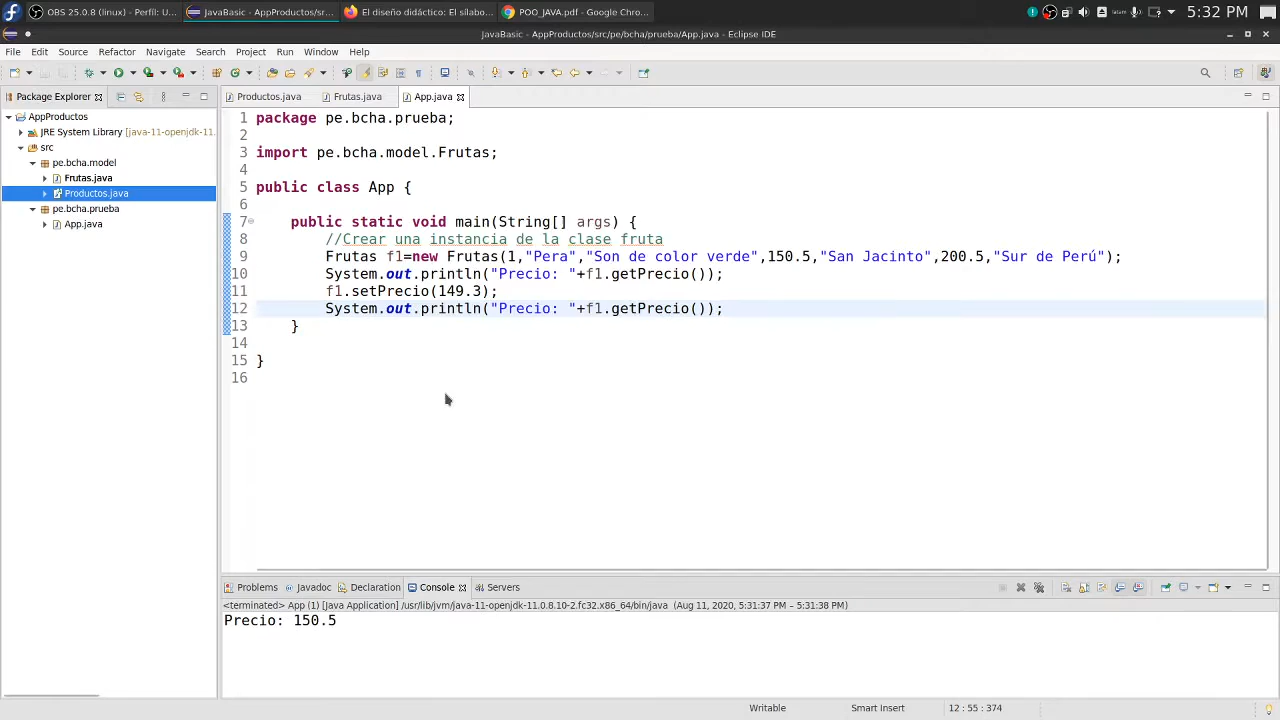 OBS 25.0.8 (linux) - Perfil: U...
JavaBasic - AppProductos/sr...
El diseño didáctico: El sílabo...
POO_JAVA.pdf - Google Chro...
5:32 PM
JavaBasic - AppProductos/src/pe/bcha/prueba/App.java - Eclipse IDE
File Edit Source Refactor Navigate Search Project Run Window Help
Package Explorer
Productos.java Frutas.java App.java
AppProductos
JRE System Library [java-11-openjdk-11.
src
pe.bcha.model
Frutas.java
Productos.java
pe.bcha.prueba
App.java
1 package pe.bcha.prueba;
2
3 import pe.bcha.model.Frutas;
4
5 public class App {
6
7 public static void main(String[] args) {
8 //Crear una instancia de la clase fruta
9 Frutas f1=new Frutas(1,"Pera","Son de color verde",150.5,"San Jacinto",200.5,"Sur de Perú");
10 System.out.println("Precio: "+f1.getPrecio());
11 f1.setPrecio(149.3);
12 System.out.println("Precio: "+f1.getPrecio());
13 }
14
15 }
16
Problems Javadoc Declaration Console Servers
<terminated> App (1) [Java Application] /usr/lib/jvm/java-11-openjdk-11.0.8.10-2.fc32.x86_64/bin/java (Aug 11, 2020, 5:31:37 PM – 5:31:38 PM)
Precio: 150.5
Writable Smart Insert 12 : 55 : 374